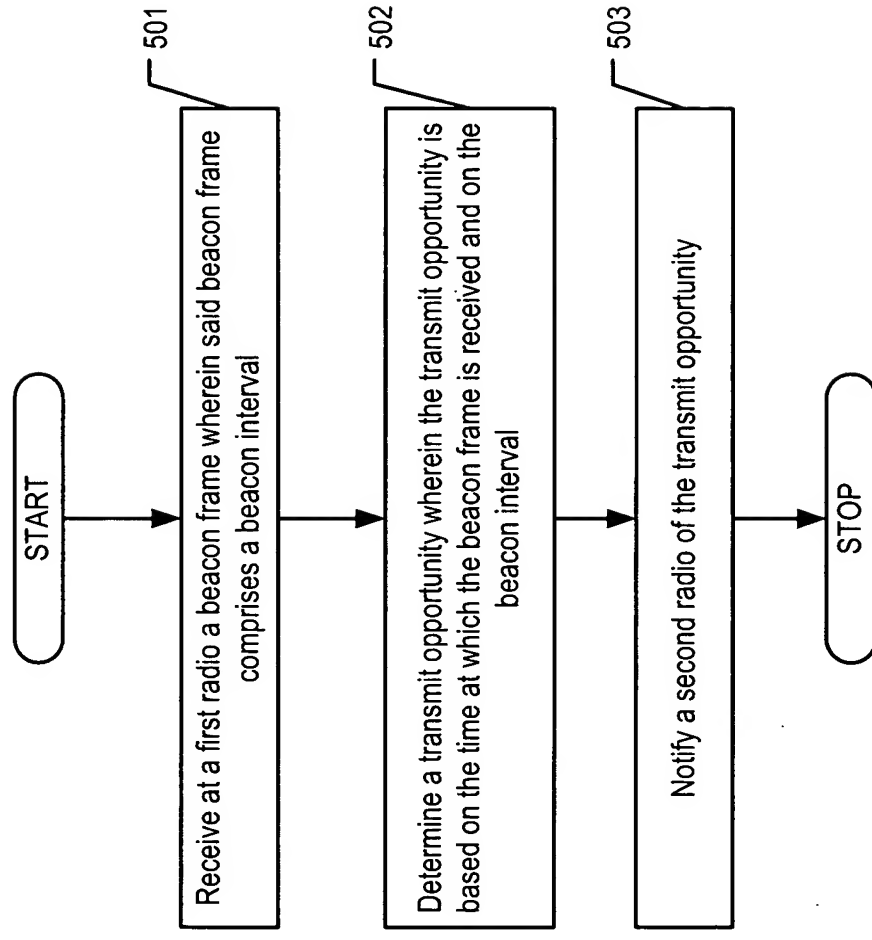 START
501
Receive at a first radio a beacon frame wherein said beacon frame
comprises a beacon interval
502
Determine a transmit opportunity wherein the transmit opportunity is
based on the time at which the beacon frame is received and on the
beacon interval
503
Notify a second radio of the transmit opportunity
STOP